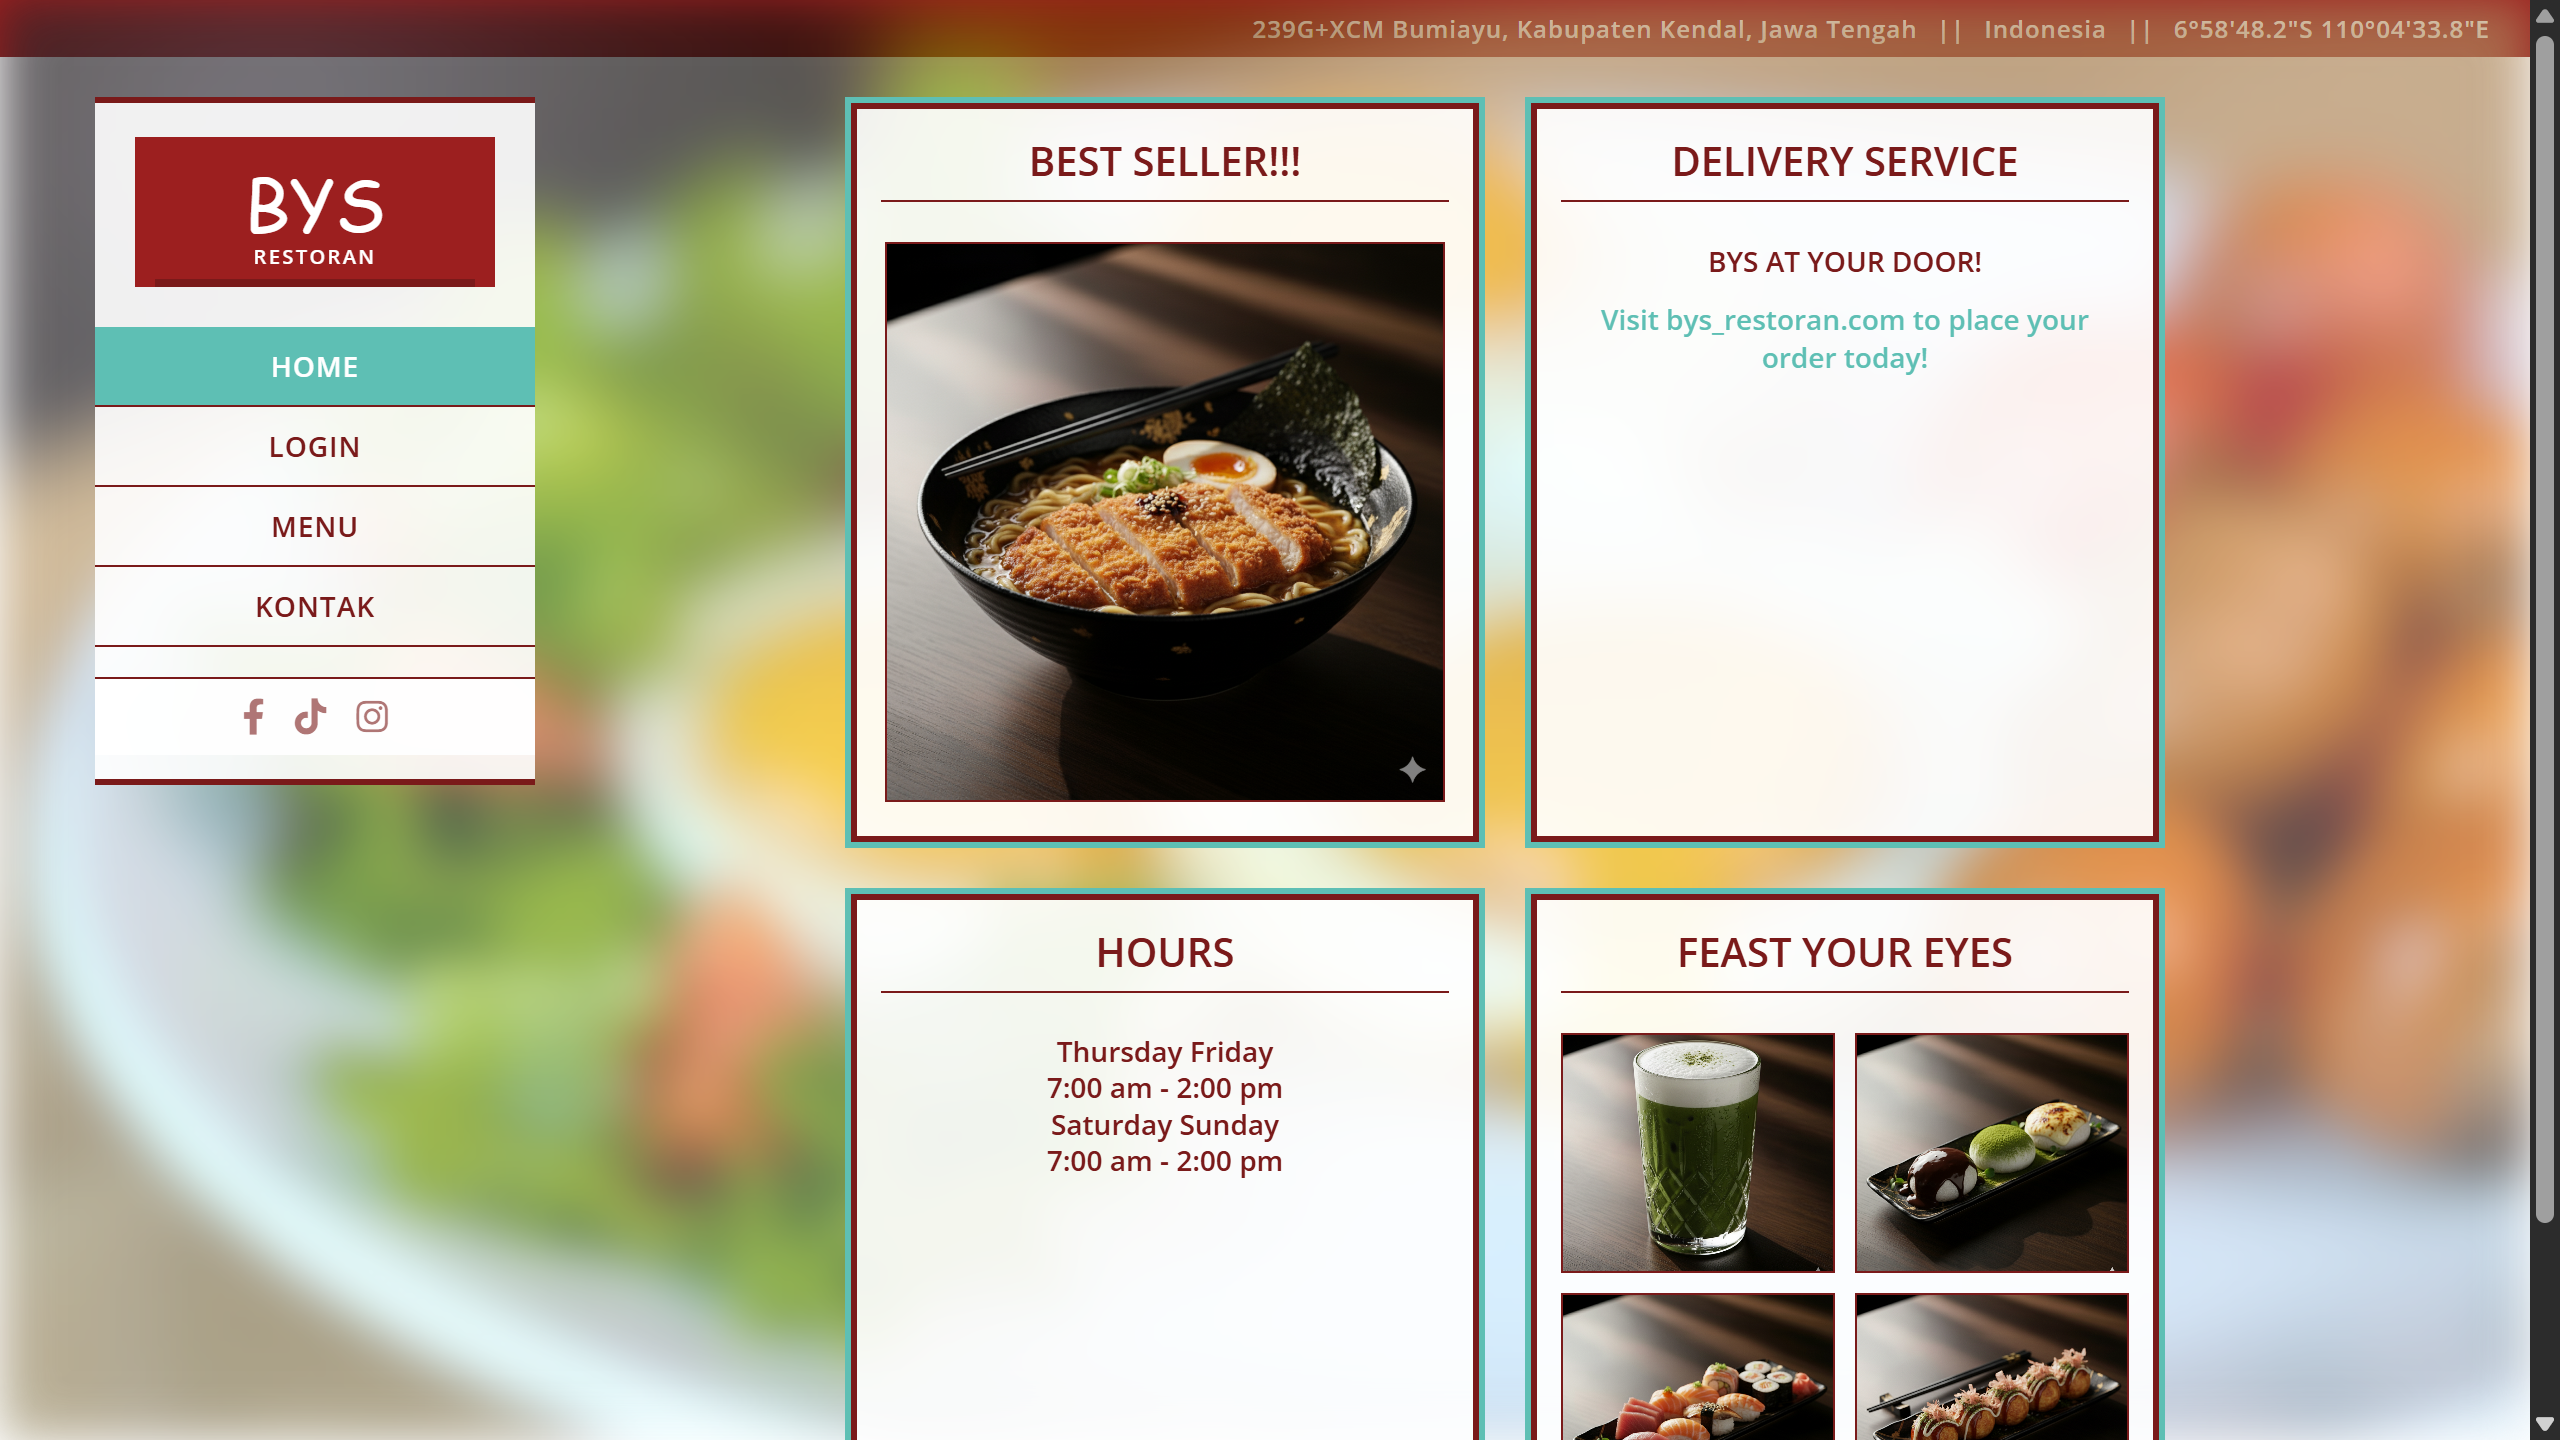 239G+XCM Bumiayu, Kabupaten Kendal, Jawa Tengah || Indonesia || 6°58'48.2"S 110°04'33.8"E
BYS
RESTORAN
HOME
LOGIN
MENU
KONTAK
BEST SELLER!!!
DELIVERY SERVICE
BYS AT YOUR DOOR!
Visit bys_restoran.com to place your
order today!
HOURS
Thursday Friday
7:00 am - 2:00 pm
Saturday Sunday
7:00 am - 2:00 pm
FEAST YOUR EYES